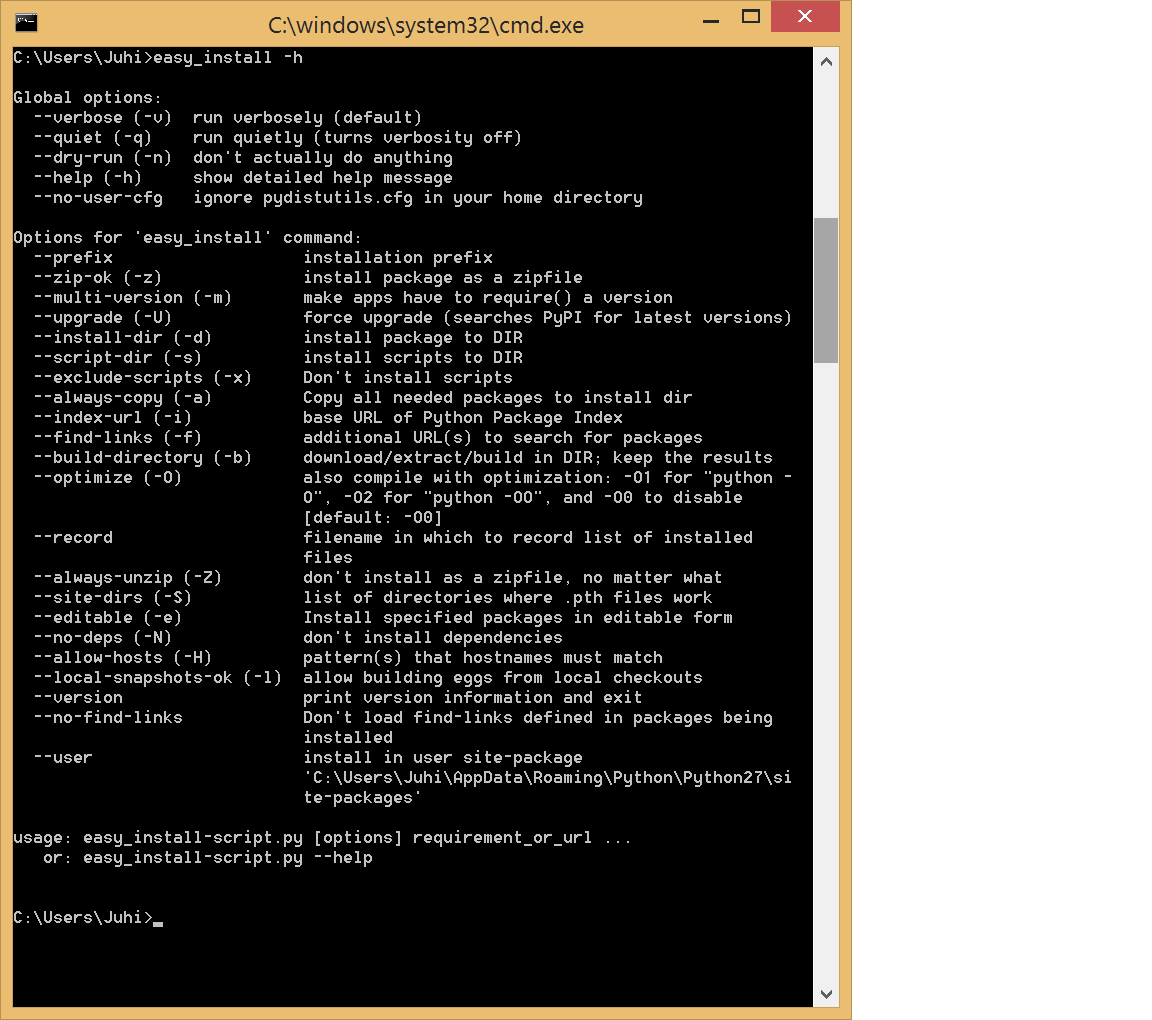 C:\windows\system32\cmd.exe
C:\Users\Juhi>easy_install -h
Global options:
--verbose (-v)  run verbosely (default)
--quiet (-q)    run quietly (turns verbosity off)
--dry-run (-n)  don't actually do anything
--help (-h)     show detailed help message
--no-user-cfg   ignore pydistutils.cfg in your home directory
Options for 'easy_install' command:
--prefix                   installation prefix
--zip-ok (-z)              install package as a zipfile
--multi-version (-m)       make apps have to require() a version
--upgrade (-U)             force upgrade (searches PyPI for latest versions)
--install-dir (-d)         install package to DIR
--script-dir (-s)          install scripts to DIR
--exclude-scripts (-x)     Don't install scripts
--always-copy (-a)         Copy all needed packages to install dir
--index-url (-i)           base URL of Python Package Index
--find-links (-f)          additional URL(s) to search for packages
--build-directory (-b)     download/extract/build in DIR; keep the results
--optimize (-O)            also compile with optimization: -O1 for "python -
O", -O2 for "python -OO", and -O0 to disable
[default: -O0]
--record                   filename in which to record list of installed
files
--always-unzip (-Z)        don't install as a zipfile, no matter what
--site-dirs (-S)           list of directories where .pth files work
--editable (-e)            Install specified packages in editable form
--no-deps (-N)             don't install dependencies
--allow-hosts (-H)         pattern(s) that hostnames must match
--local-snapshots-ok (-l)  allow building eggs from local checkouts
--version                  print version information and exit
--no-find-links            Don't load find-links defined in packages being
installed
--user                     install in user site-package
'C:\Users\Juhi\AppData\Roaming\Python\Python27\si
te-packages'
usage: easy_install-script.py [options] requirement_or_url ...
or: easy_install-script.py --help
C:\Users\Juhi>